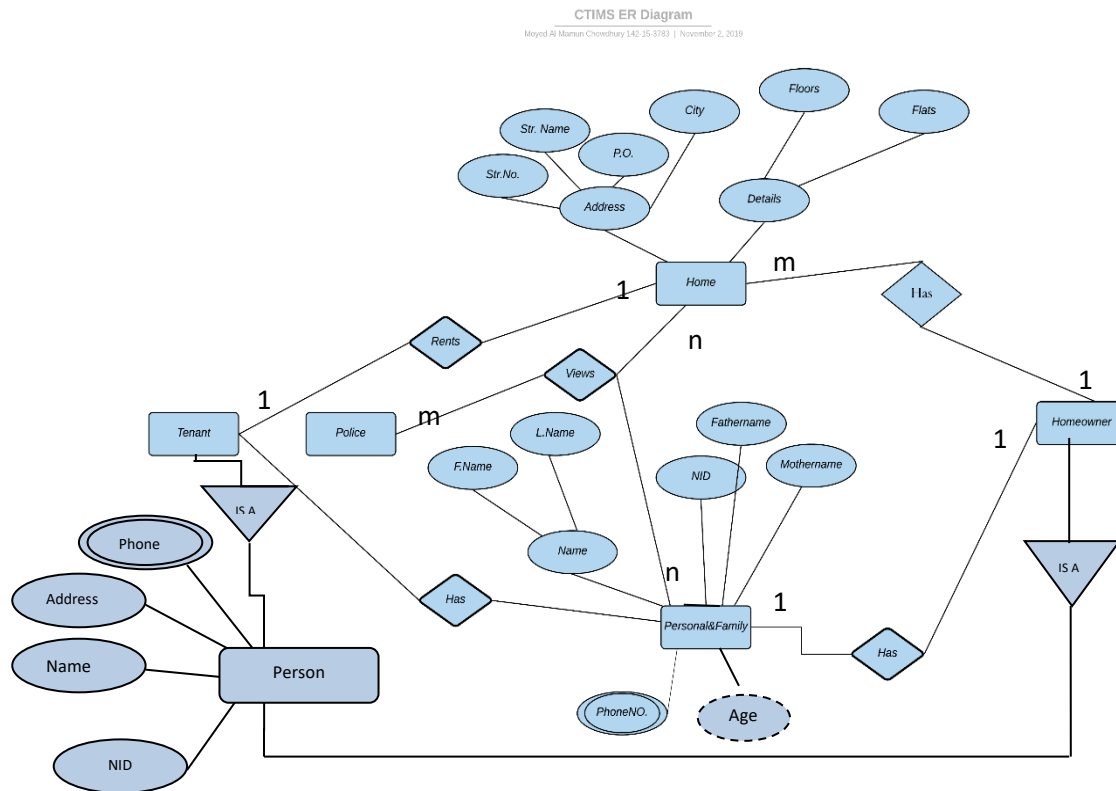 CTIMS ER Diagram
Moyed Al Mamun Chowdhury 142-15-3783 | November 2, 2019
Floors
City
Flats
Str. Name
P.O.
Str.No.
Address
Details
m
Home
1
Has
Rents
n
Views
1
1
m
Tenant
Police
Fathername
Homeowner
L.Name
1
F.Name
NID
Mothername
IS A
Phone
Name
IS A
n
Address
Has
1
Personal&Family
Has
Name
Person
PhoneNO.
Age
NID